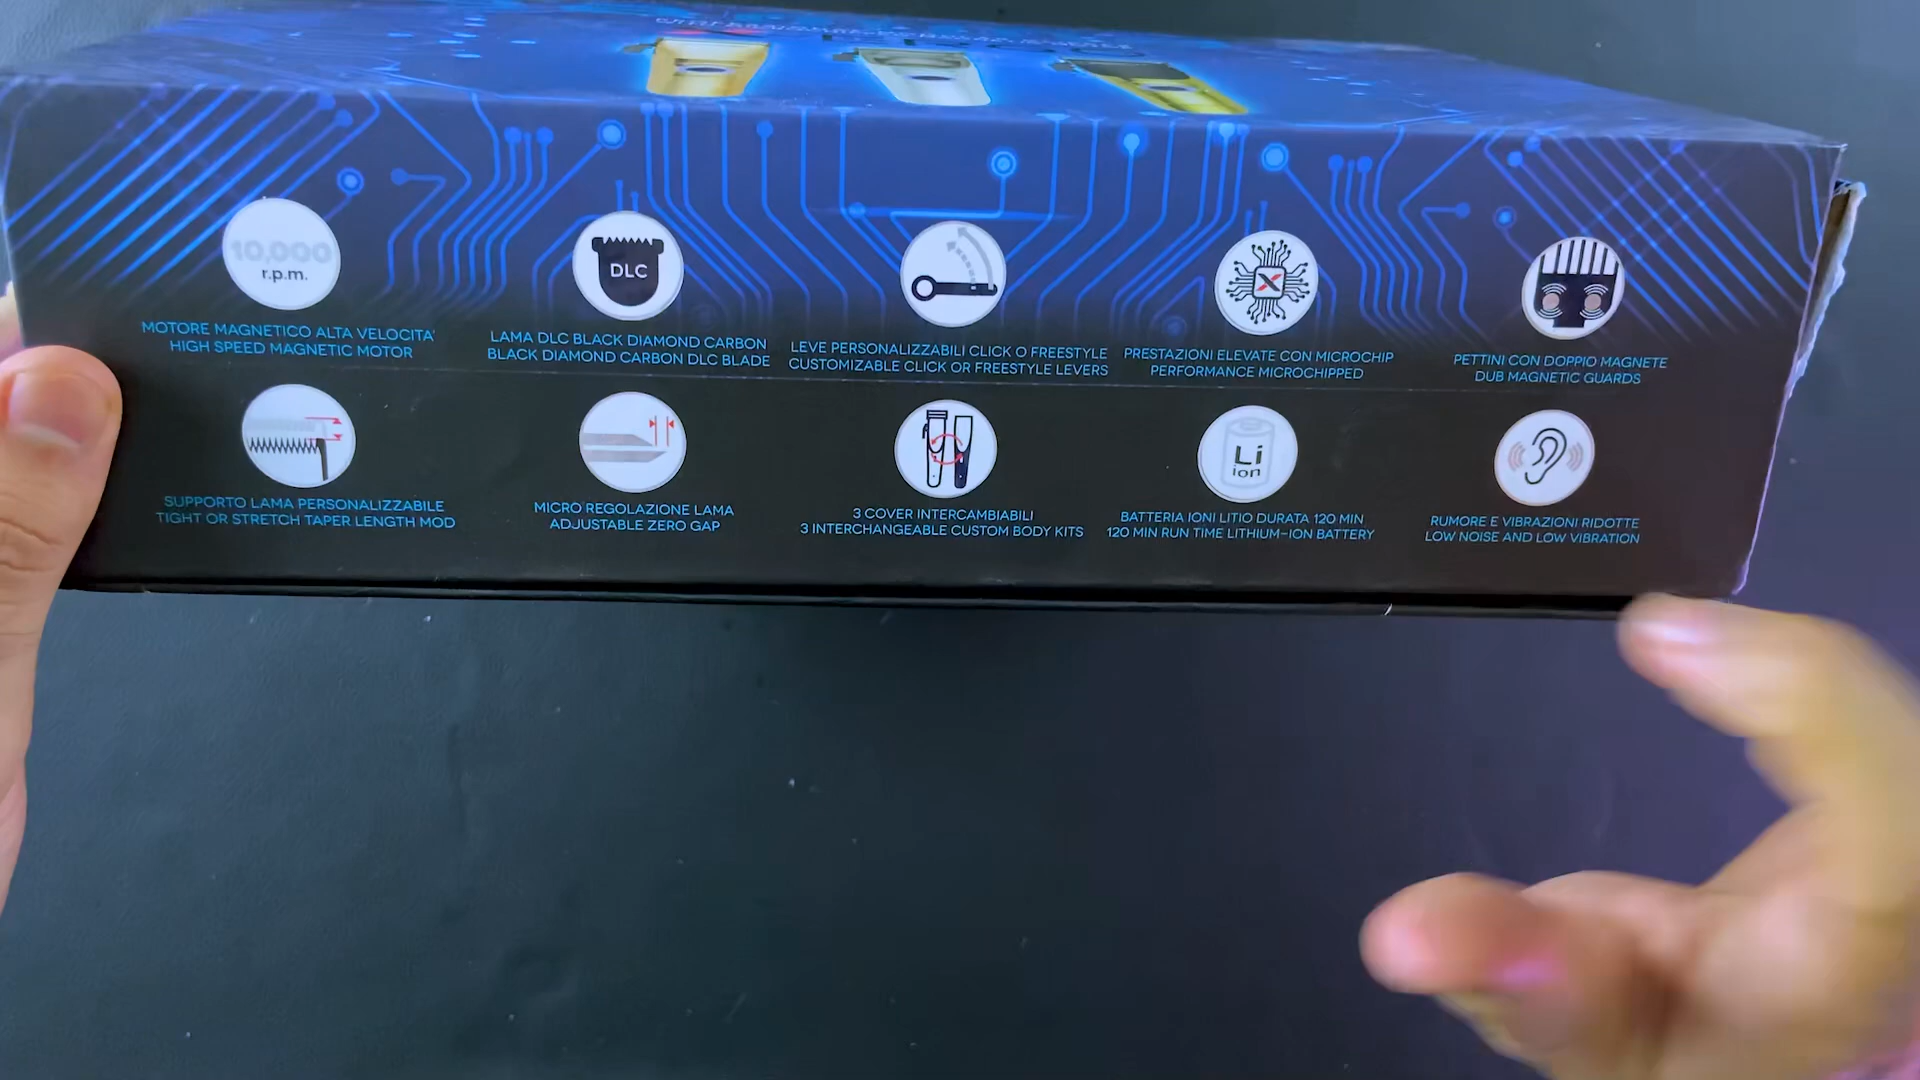 10,000
r.p.m.
MOTORE MAGNETICO ALTA VELOCITA'
HIGH SPEED MAGNETIC MOTOR
DLC
LAMA DLC BLACK DIAMOND CARBON
BLACK DIAMOND CARBON DLC BLADE
LEVE PERSONALIZZABILI CLICK O FREESTYLE
CUSTOMIZABLE CLICK OR FREESTYLE LEVERS
X
PRESTAZIONI ELEVATE CON MICROCHIP
PERFORMANCE MICROCHIPPED
PETTINI CON DOPPIO MAGNETE
DUB MAGNETIC GUARDS
SUPPORTO LAMA PERSONALIZZABILE
TIGHT OR STRETCH TAPER LENGTH MOD
MICRO REGOLAZIONE LAMA
ADJUSTABLE ZERO GAP
3 COVER INTERCAMBIABILI
3 INTERCHANGEABLE CUSTOM BODY KITS
Li
ion
BATTERIA IONI LITIO DURATA 120 MIN
120 MIN RUN TIME LITHIUM-ION BATTERY
RUMORE E VIBRAZIONI RIDOTTE
LOW NOISE AND LOW VIBRATION